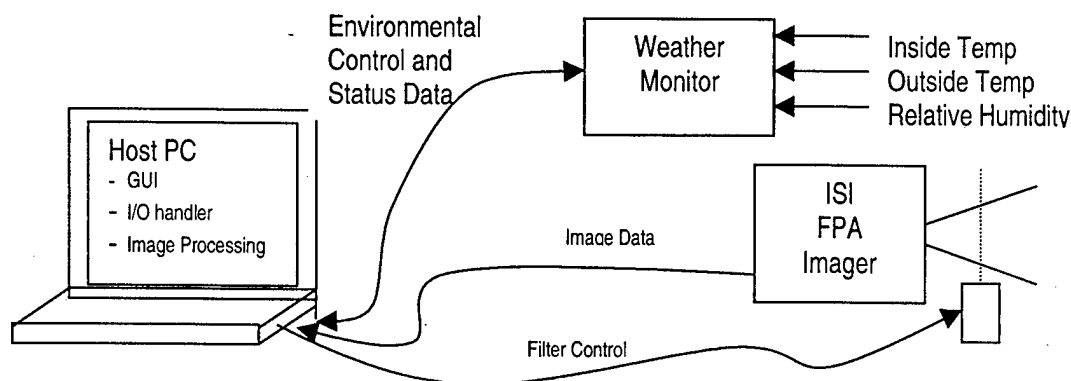 Environmental
Control and
Status Data
Weather
Monitor
Inside Temp
Outside Temp
Relative Humidity
Host PC
- GUI
- I/O handler
- Image Processing
ISI
FPA
Imager
Image Data
Filter Control